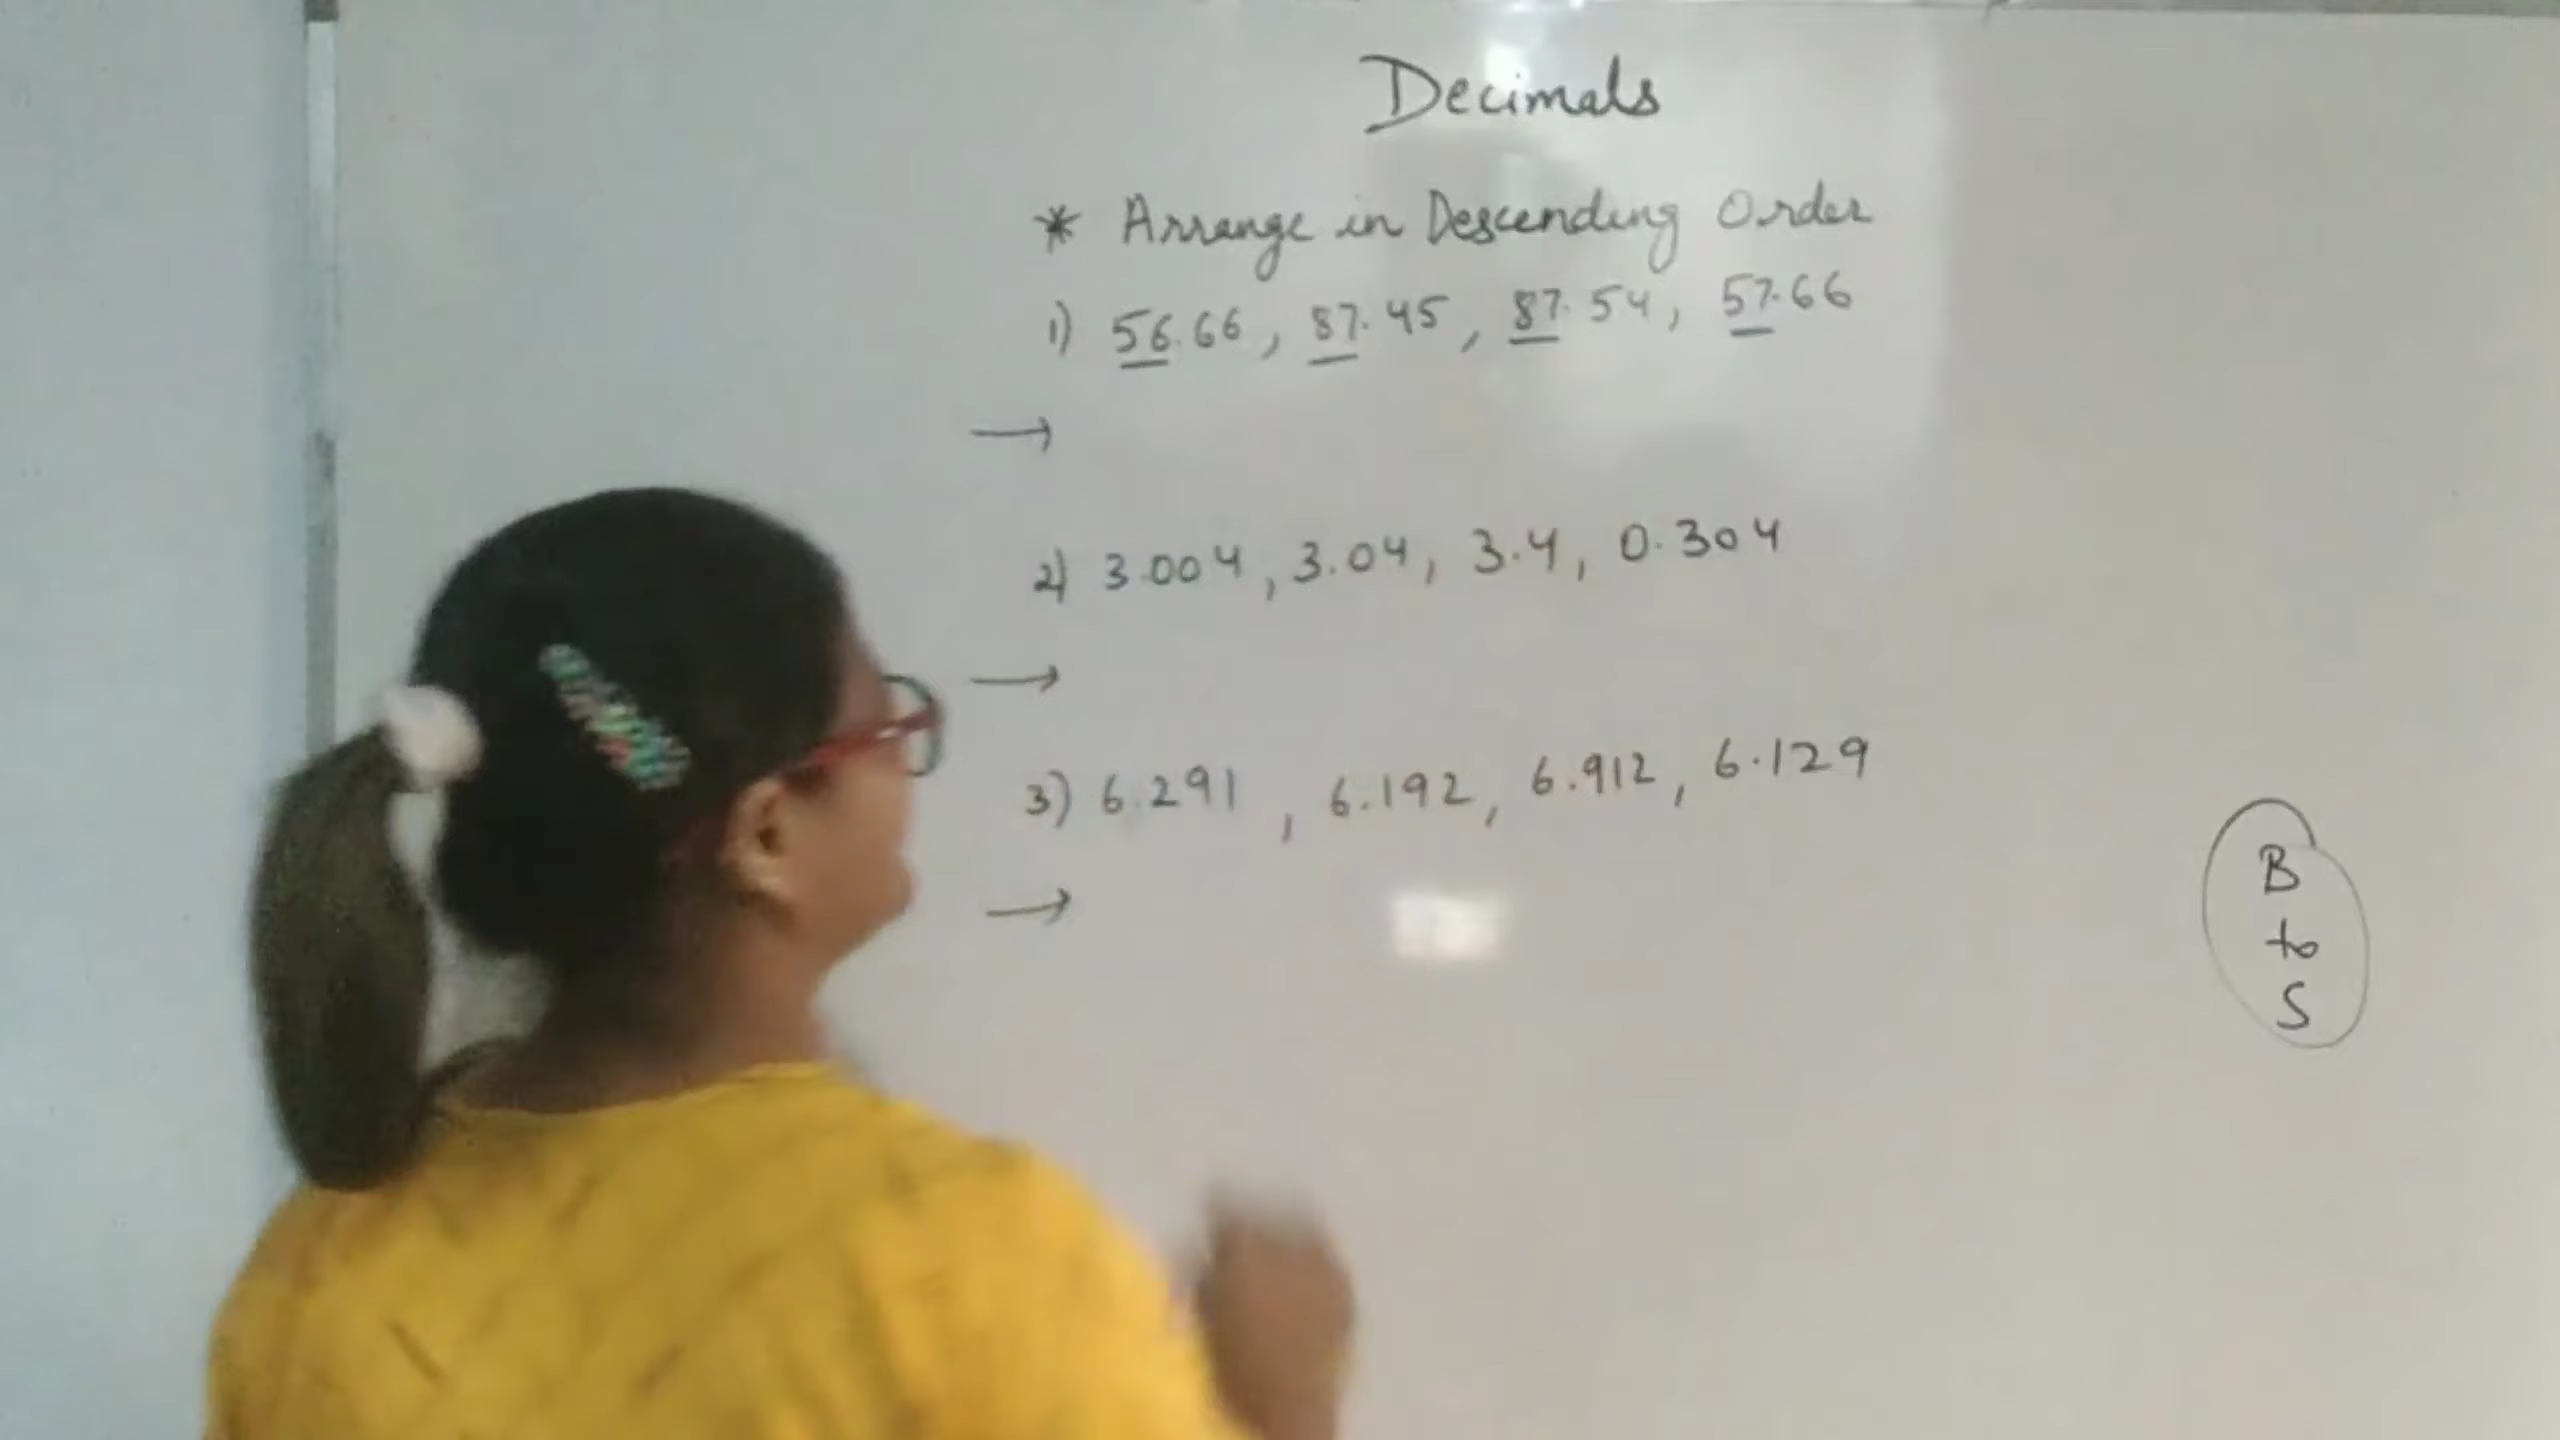 Decimals
* Arrange in Descending Order
1) 56.66, 87.45, 87.54, 57.66
→
2) 3.004, 3.04, 3.4, 0.304
→
3) 6.291, 6.192, 6.912, 6.129
→
B
to
S